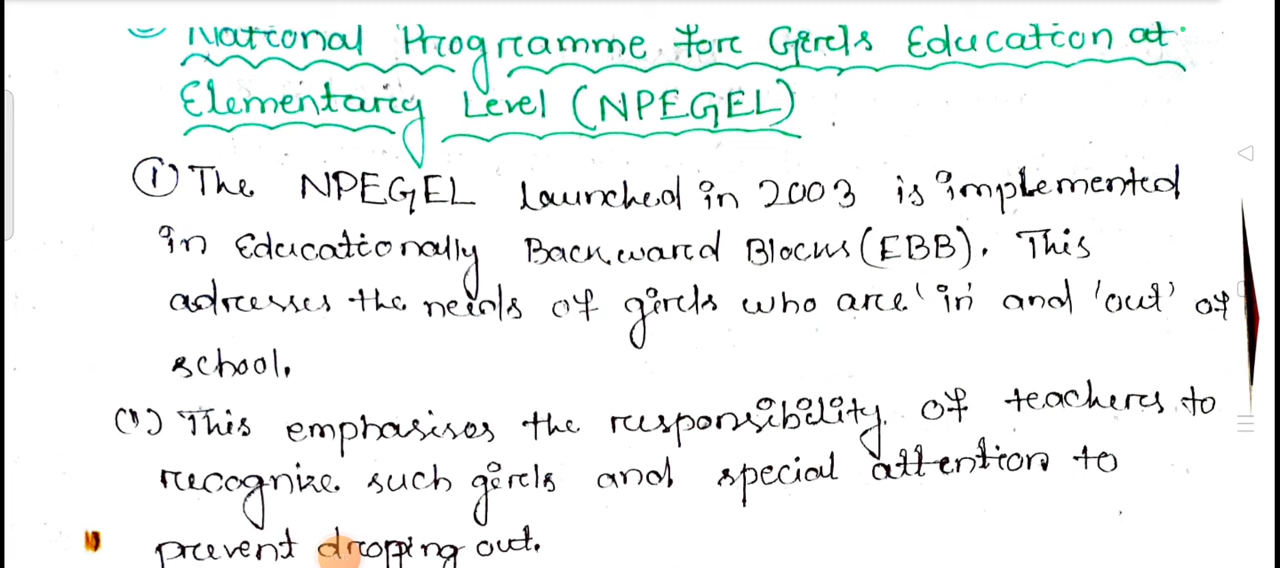 National Programme for Girls Education at
Elementary Level (NPEGEL)
① The NPEGEL launched in 2003 is implemented
in Educationally Backward Blocks (EBB). This
adresses the needs of girls who are 'in' and 'out' of
school.
(1) This emphasises the responsibility of teachers to
recognize such girls and special attention to
prevent dropping out.